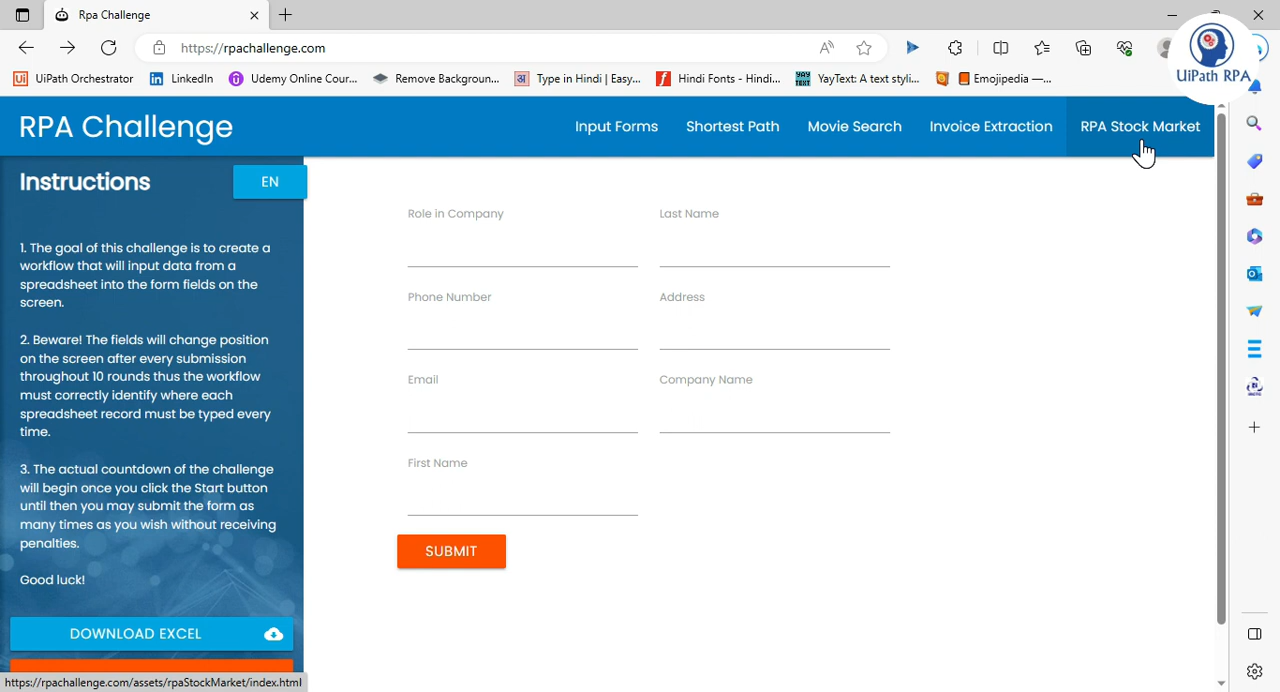 Rpa Challenge
https://rpachallenge.com
UiPath RPA
UiPath Orchestrator
LinkedIn
Udemy Online Cour...
Remove Backgroun...
Type in Hindi | Easy...
Hindi Fonts - Hindi...
YayText: A text styli...
Emojipedia —...
RPA Challenge
Input Forms
Shortest Path
Movie Search
Invoice Extraction
RPA Stock Market
Instructions
EN
1. The goal of this challenge is to create a
workflow that will input data from a
spreadsheet into the form fields on the
screen.
2. Beware! The fields will change position
on the screen after every submission
throughout 10 rounds thus the workflow
must correctly identify where each
spreadsheet record must be typed every
time.
3. The actual countdown of the challenge
will begin once you click the Start button
until then you may submit the form as
many times as you wish without receiving
penalties.
Good luck!
DOWNLOAD EXCEL
Role in Company
Last Name
Phone Number
Address
Email
Company Name
First Name
SUBMIT
https://rpachallenge.com/assets/rpaStockMarket/index.html